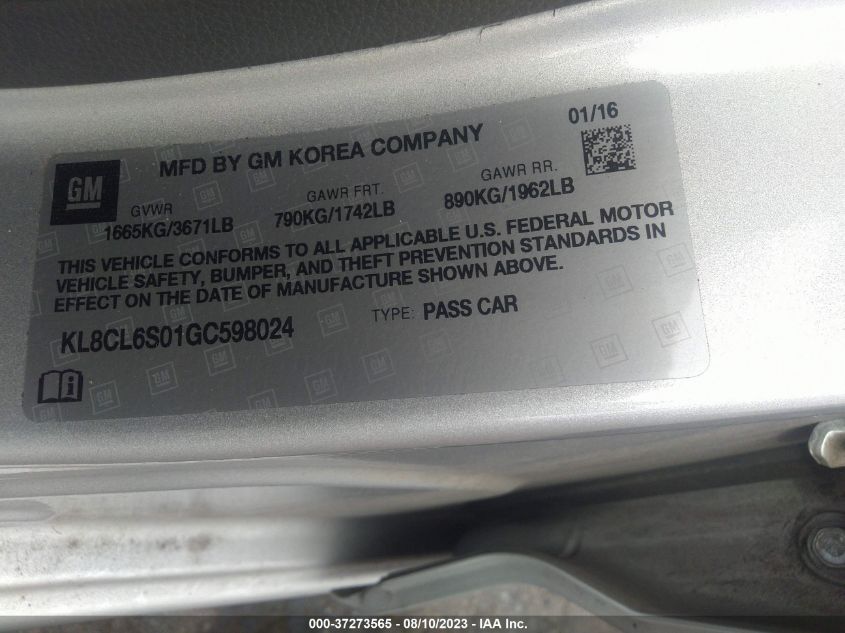 01/16
MFD BY GM KOREA COMPANY
GM
GVWR GAWR FRT. GAWR RR.
1665KG/3671LB 790KG/1742LB 890KG/1962LB
THIS VEHICLE CONFORMS TO ALL APPLICABLE U.S. FEDERAL MOTOR
VEHICLE SAFETY, BUMPER, AND THEFT PREVENTION STANDARDS IN
EFFECT ON THE DATE OF MANUFACTURE SHOWN ABOVE.
KL8CL6S01GC598024 TYPE: PASS CAR
000-37273565 - 08/10/2023 - IAA Inc.